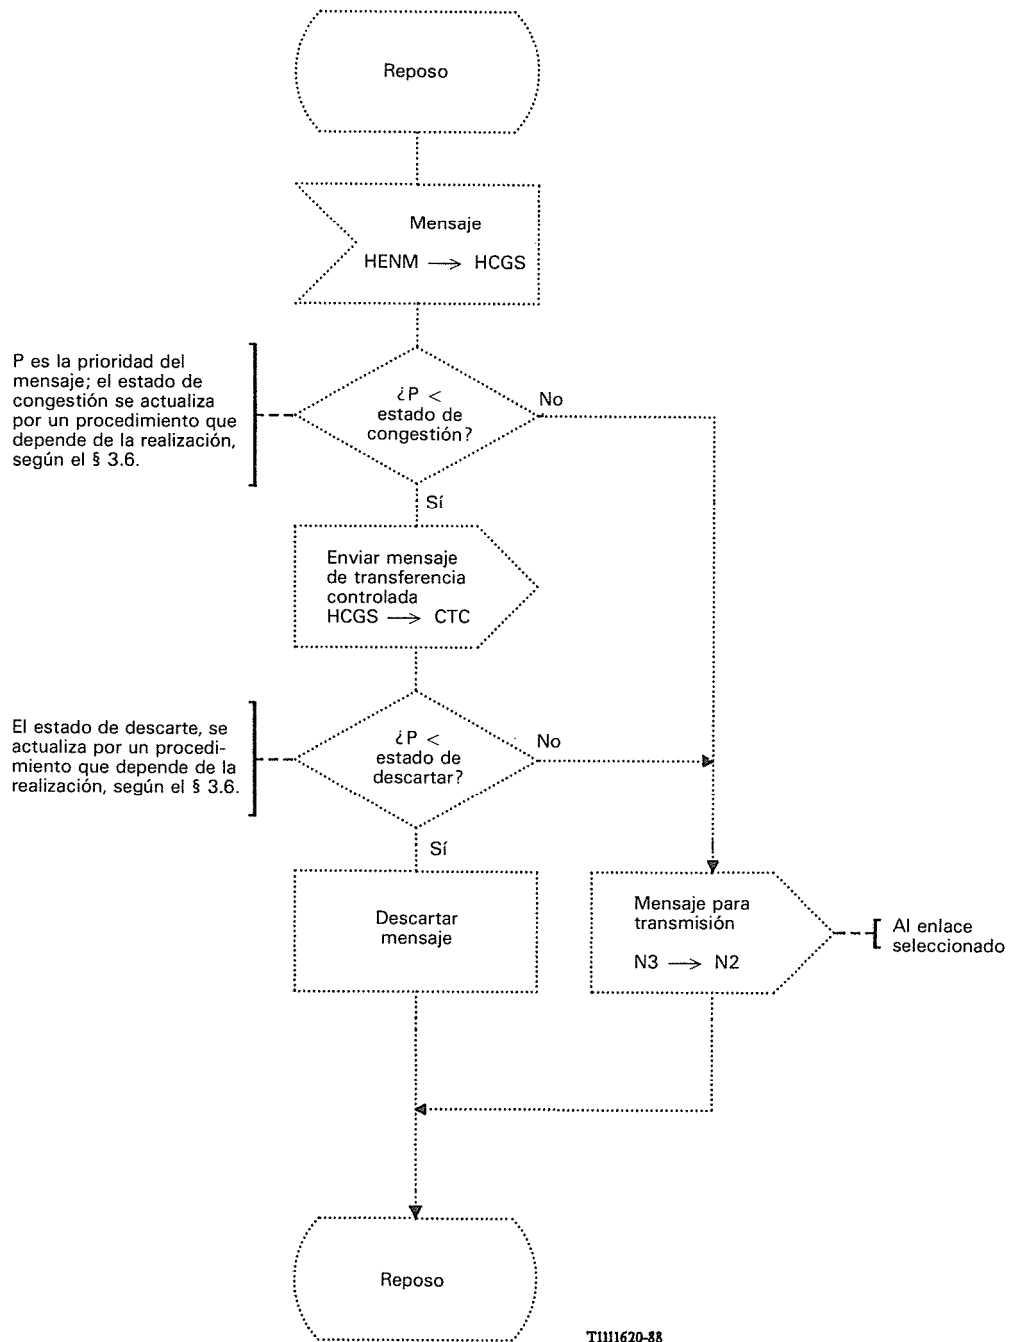 Reposo
Mensaje
HENM → HCGS
P es la prioridad del
mensaje; el estado de
congestión se actualiza
por un procedimiento que
depende de la realización,
según el § 3.6.
¿P <
estado de
congestión?
No
Sí
Enviar mensaje
de transferencia
controlada
HCGS → CTC
El estado de descarte, se
actualiza por un procedi-
miento que depende de la
realización, según el § 3.6.
¿P <
estado de
descartar?
No
Sí
Descartar
mensaje
Mensaje para
transmisión
N3 → N2
Al enlace
seleccionado
Reposo
T1111620-88